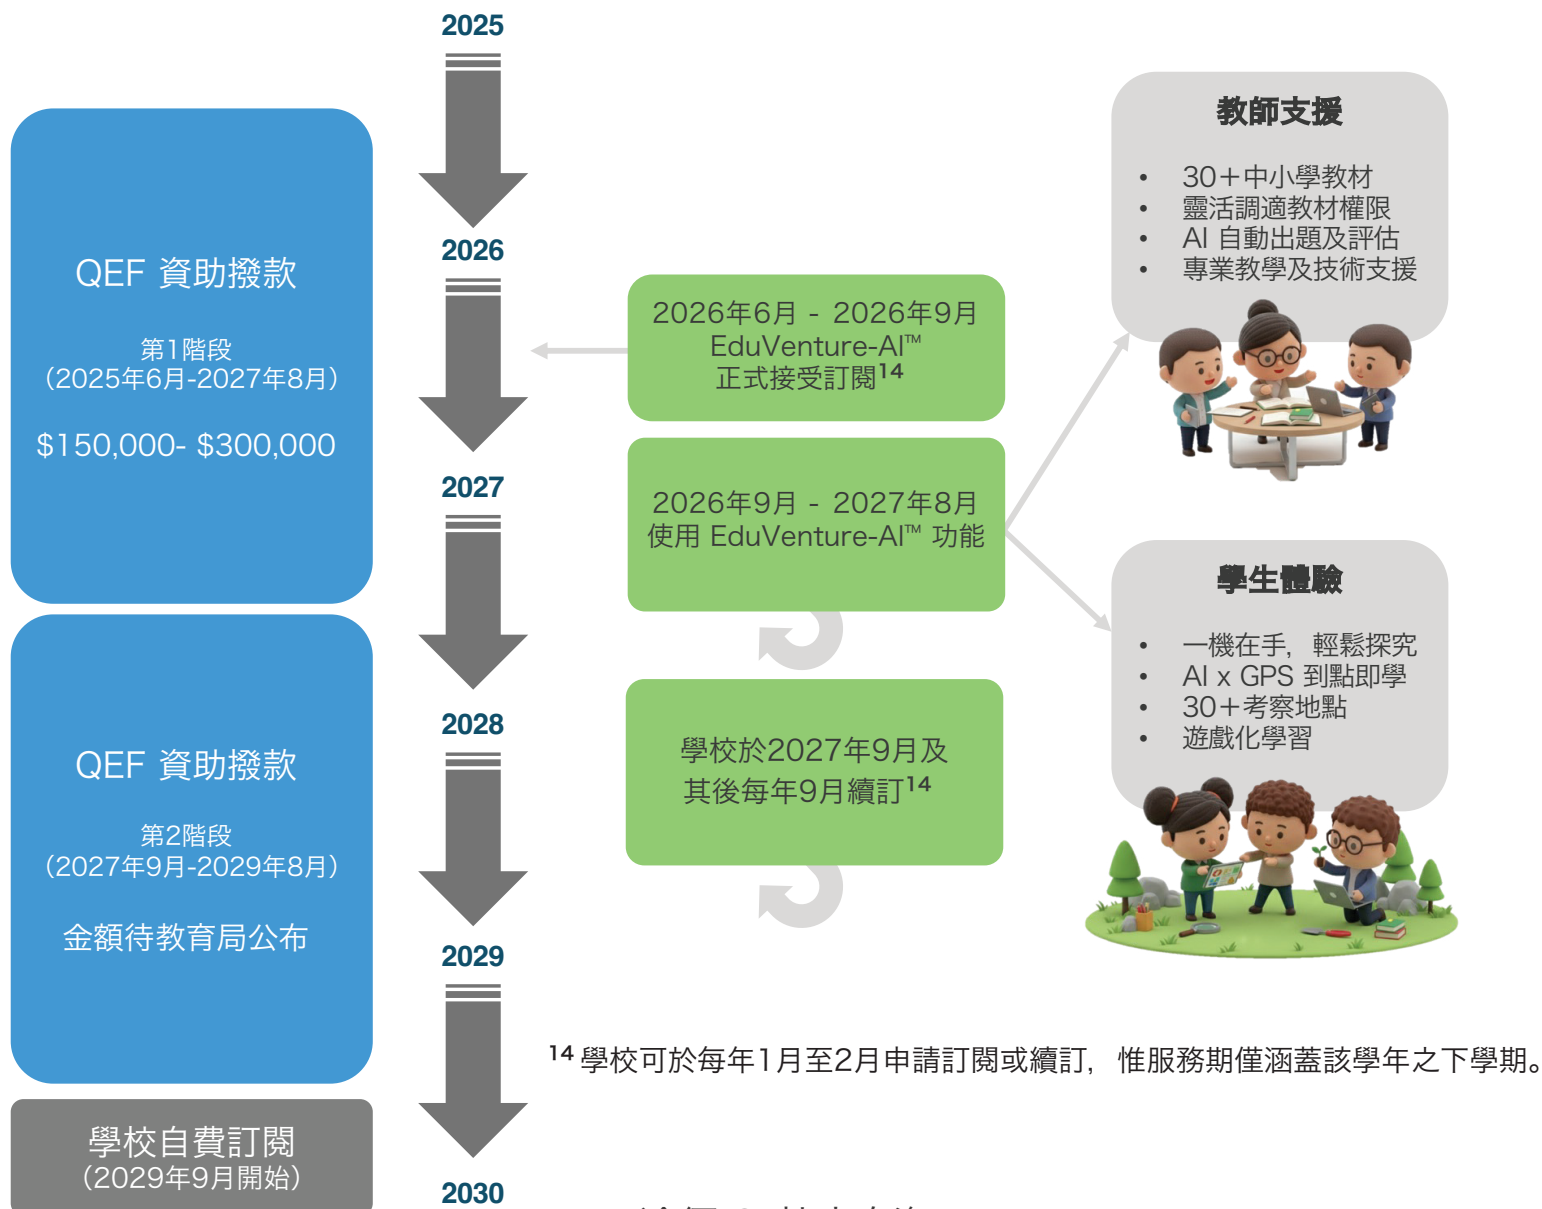 2025
QEF 資助撥款
第1階段
(2025年6月-2027年8月)
$150,000- $300,000
2026
2026年6月 - 2026年9月
EduVenture-AI™
正式接受訂閱14
2027
2026年9月 - 2027年8月
使用 EduVenture-AI™ 功能
教師支援
• 30+中小學教材
• 靈活調適教材權限
• AI 自動出題及評估
• 專業教學及技術支援
學生體驗
• 一機在手，輕鬆探究
• AI x GPS 到點即學
• 30+考察地點
• 遊戲化學習
QEF 資助撥款
第2階段
(2027年9月-2029年8月)
金額待教育局公布
2028
學校於2027年9月及
其後每年9月續訂14
2029
14 學校可於每年1月至2月申請訂閱或續訂，惟服務期僅涵蓋該學年之下學期。
學校自費訂閱
(2029年9月開始)
2030